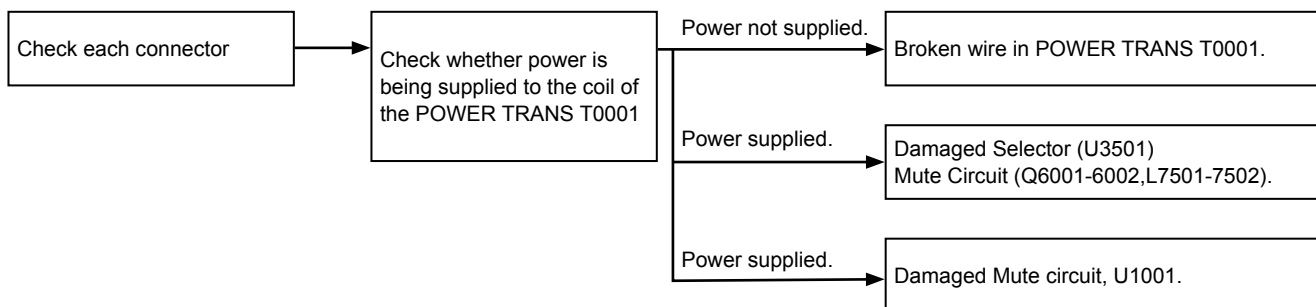 Check each connector
Check whether power is
being supplied to the coil of
the POWER TRANS T0001
Power not supplied.
Broken wire in POWER TRANS T0001.
Power supplied.
Damaged Selector (U3501)
Mute Circuit (Q6001-6002,L7501-7502).
Power supplied.
Damaged Mute circuit, U1001.